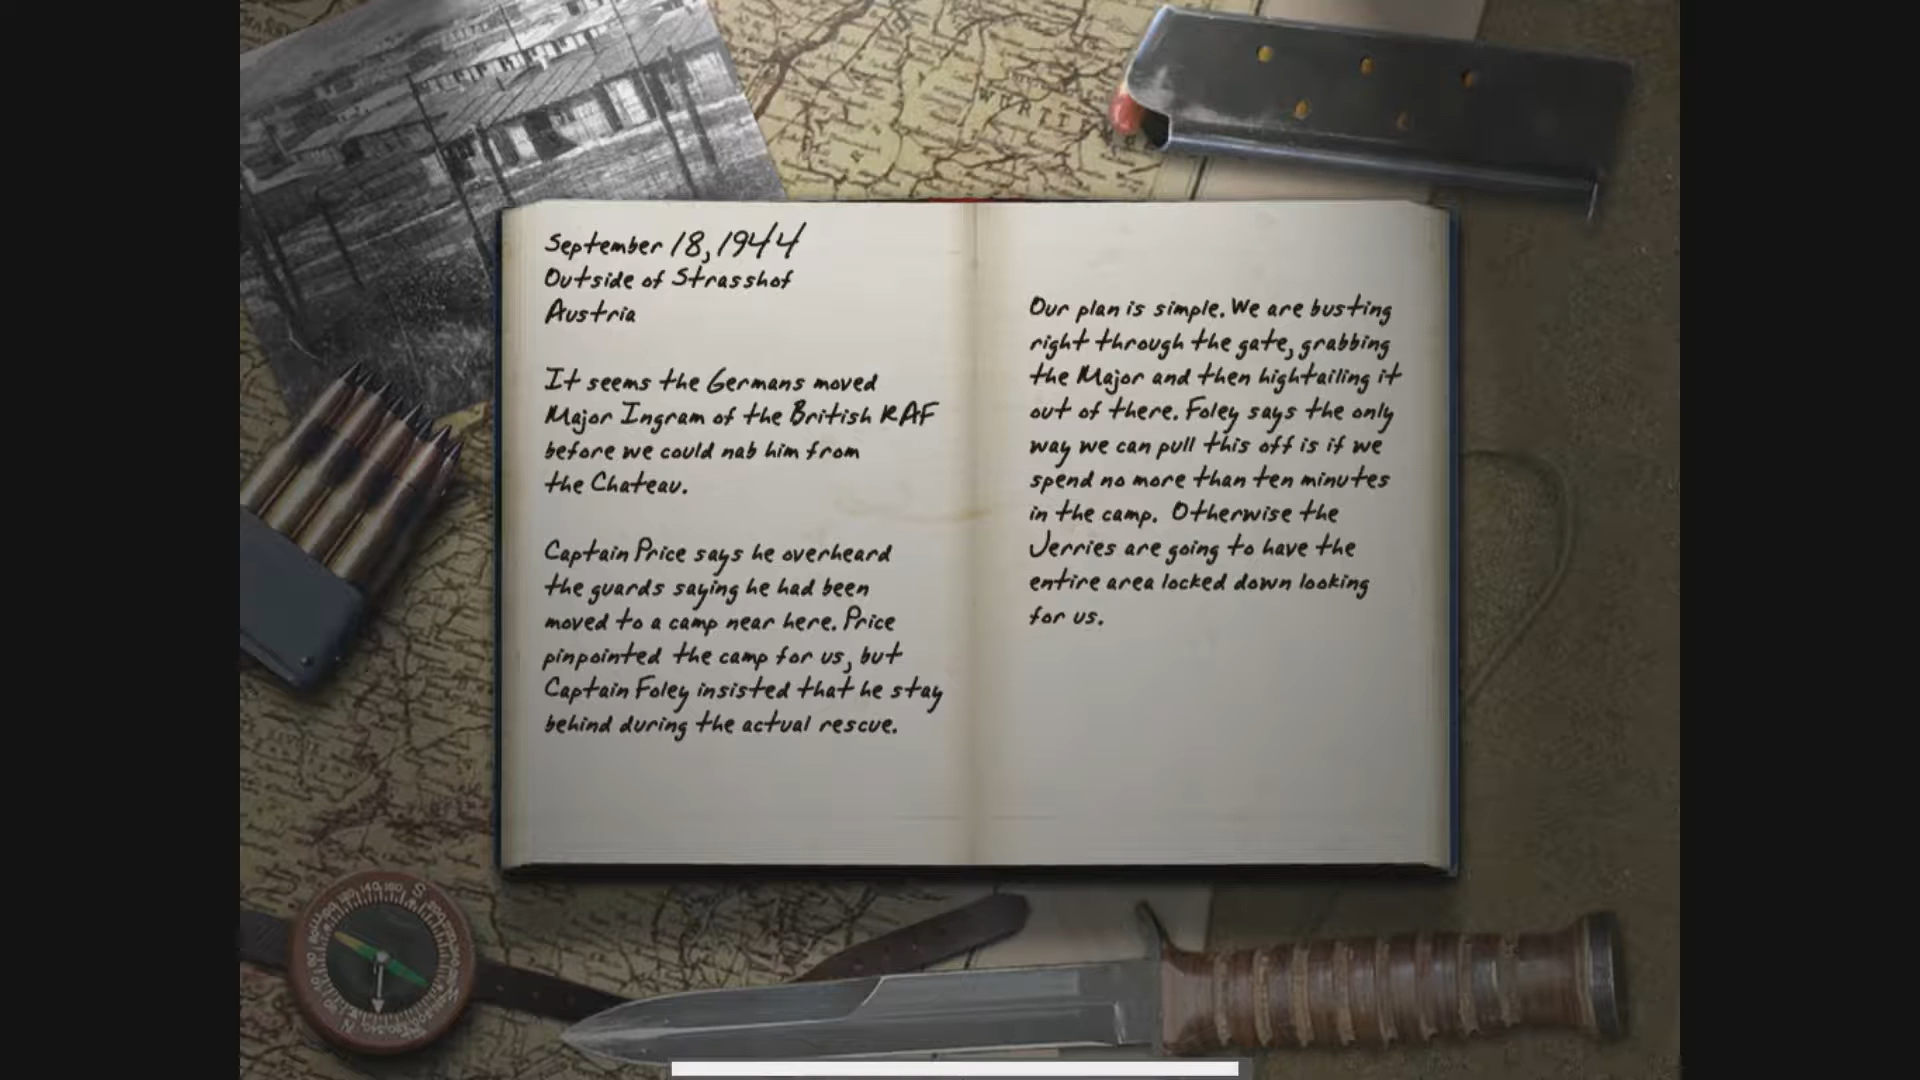 September 18, 1944
Outside of Strasshof
Austria
It seems the Germans moved
Major Ingram of the British RAF
before we could nab him from
the Chateau.
Captain Price says he overheard
the guards saying he had been
moved to a camp near here. Price
pinpointed the camp for us, but
Captain Foley insisted that he stay
behind during the actual rescue.
Our plan is simple. We are busting
right through the gate, grabbing
the Major and then hightailing it
out of there. Foley says the only
way we can pull this off is if we
spend no more than ten minutes
in the camp. Otherwise the
Jerries are going to have the
entire area locked down looking
for us.